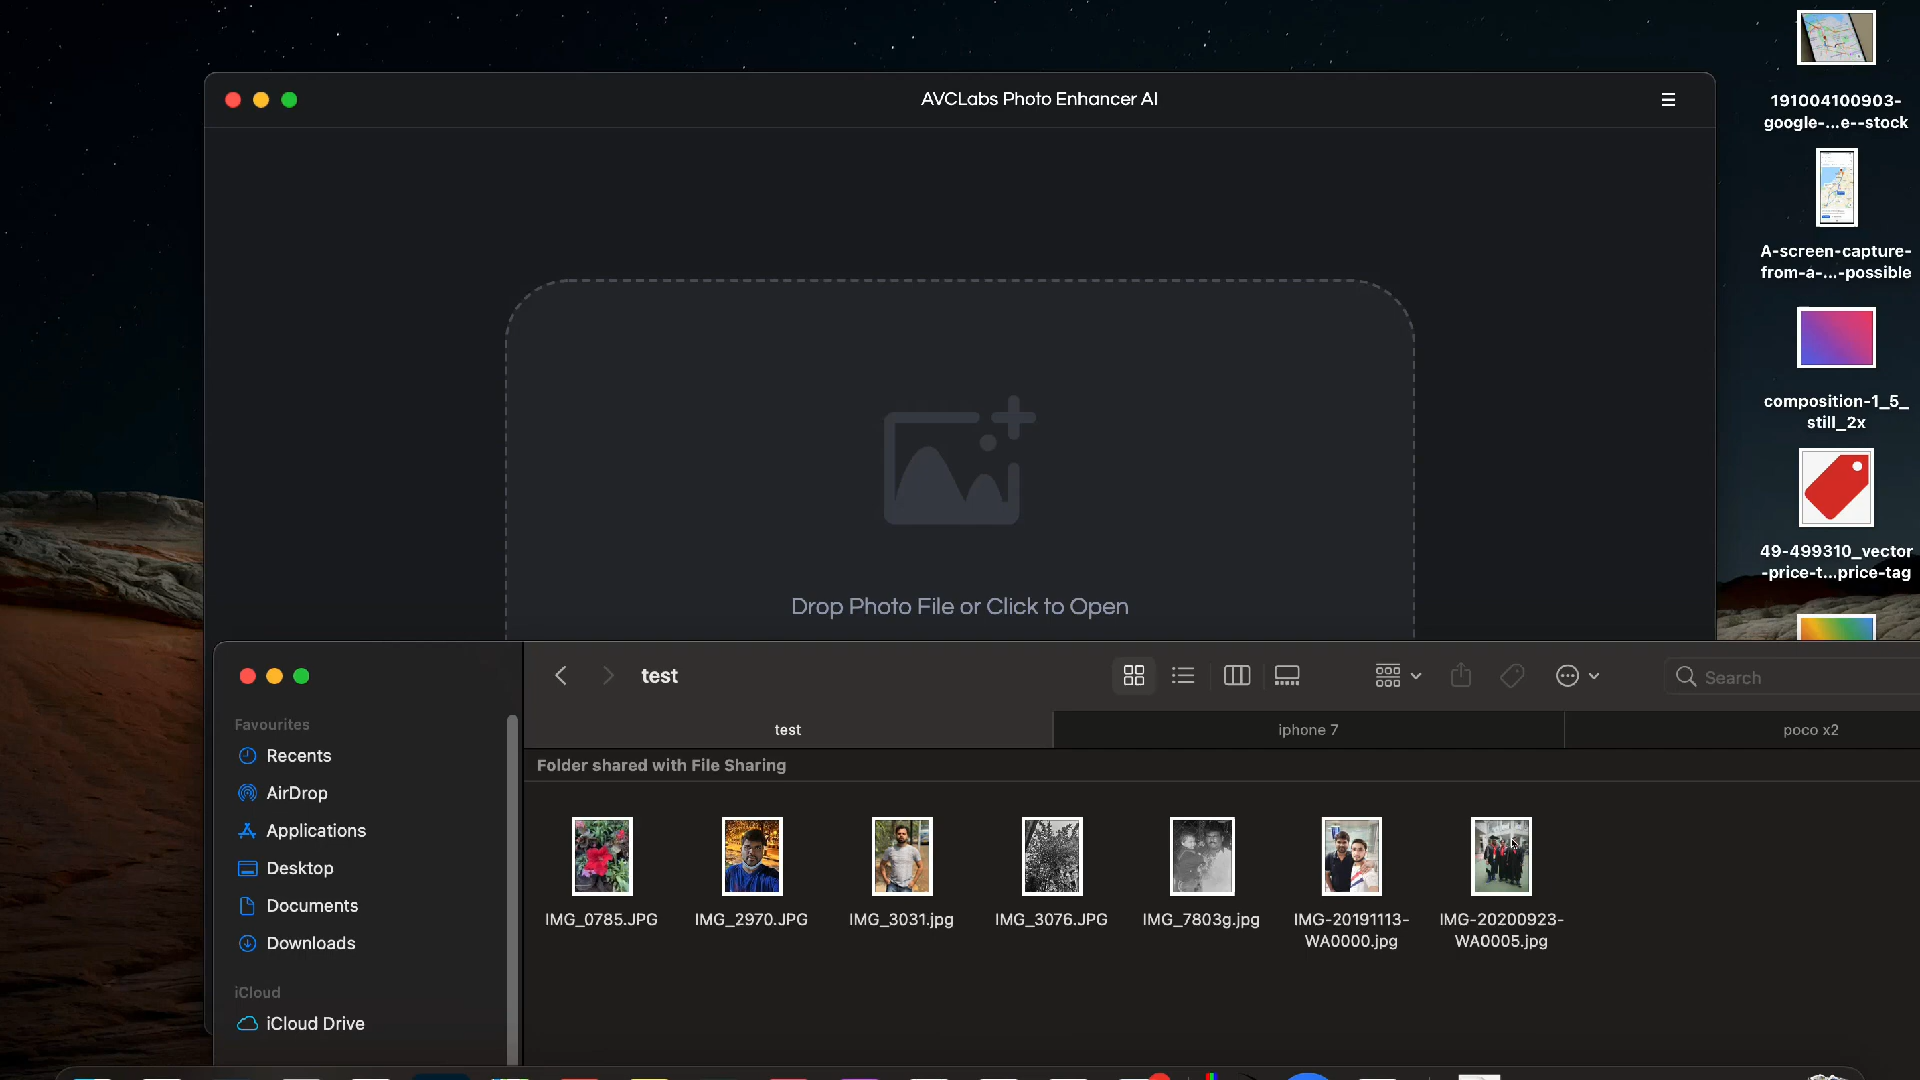 AVCLabs Photo Enhancer AI
Drop Photo File or Click to Open
191004100903-
google-...e--stock
A-screen-capture-
from-a-...-possible
composition-1_5_
still_2x
49-499310_vector
-price-t...price-tag
test
Search
test
iphone 7
poco x2
Folder shared with File Sharing
Favourites
Recents
AirDrop
Applications
Desktop
Documents
Downloads
iCloud
iCloud Drive
IMG_0785.JPG
IMG_2970.JPG
IMG_3031.jpg
IMG_3076.JPG
IMG_7803g.jpg
IMG-20191113-
WA0000.jpg
IMG-20200923-
WA0005.jpg